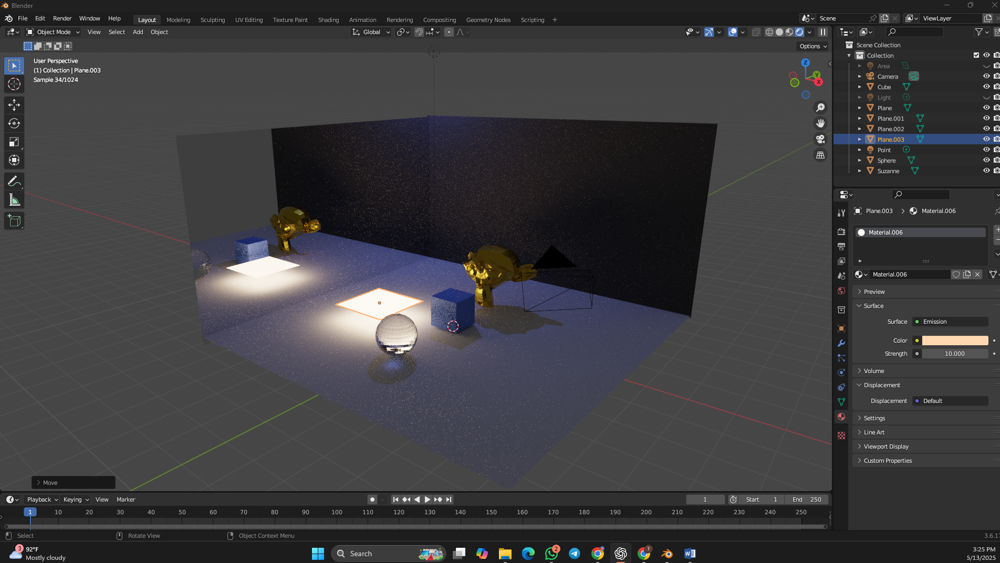 Blender
File Edit Render Window Help
Layout Modeling Sculpting UV Editing Texture Paint Shading Animation Rendering Compositing Geometry Nodes Scripting +
Scene
ViewLayer
Object Mode View Select Add Object
Global
Options
User Perspective
(1) Collection | Plane.003
Sample 34/1024
Z
Y
X
Scene Collection
Collection
Area
Camera
Cube
Light
Plane
Plane.001
Plane.002
Plane.003
Point
Sphere
Suzanne
Plane.003 > Material.006
Material.006
Material.006
Preview
Surface
Surface Emission
Color
Strength 10.000
Volume
Displacement
Displacement Default
Settings
Line Art
Viewport Display
Custom Properties
Move
Playback Keying View Marker
1 Start 1 End 250
1 10 20 30 40 50 60 70 80 90 100 110 120 130 140 150 160 170 180 190 200 210 220 230 240 250
Select Rotate View Object Context Menu
3.6.1
3 92°F
Mostly cloudy
Search
2
T
3:25 PM
5/13/2025